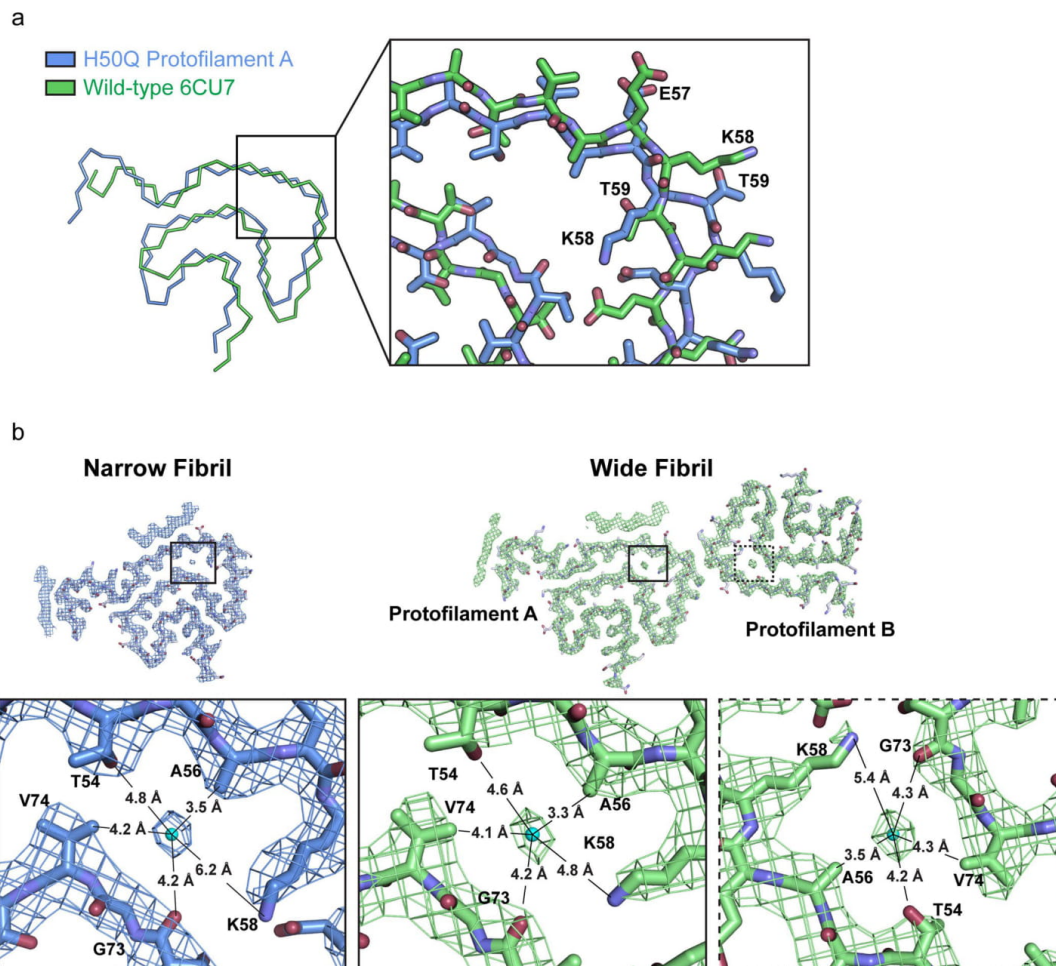 a
H50Q Protofilament A
Wild-type 6CU7
E57
K58
T59
T59
K58
b
Narrow Fibril
Wide Fibril
Protofilament A
Protofilament B
T54
A56
V74
4.8 Å
3.5 Å
4.2 Å
6.2 Å
4.2 Å
K58
G73
T54
V74
4.6 Å
3.3 Å
A56
4.1 Å
K58
4.2 Å
4.8 Å
G73
K58
G73
5.4 Å
4.3 Å
3.5 Å
4.3 Å
A56
4.2 Å
V74
T54